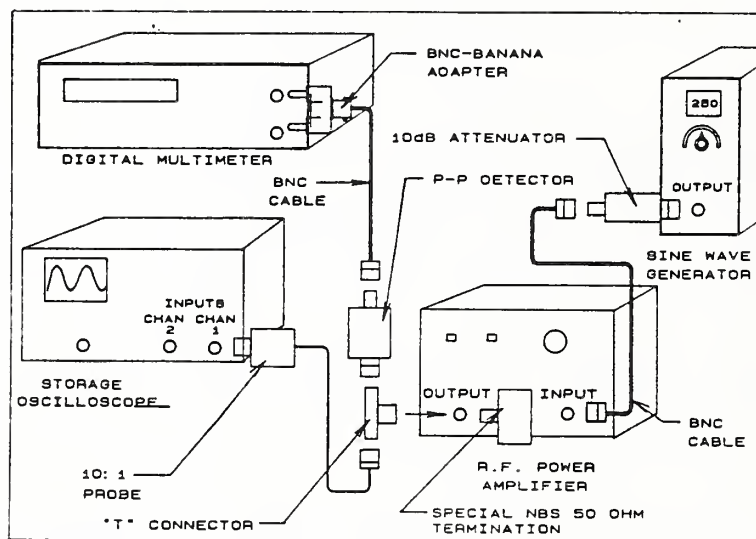 BNC-BANANA
ADAPTER
DIGITAL MULTIMETER
BNC
CABLE
10dB ATTENUATOR
P-P DETECTOR
250
OUTPUT
SINE WAVE
GENERATOR
INPUTS
CHAN CHAN
2 1
STORAGE
OSCILLOSCOPE
OUTPUT INPUT
10:1
PROBE
"T" CONNECTOR
R.F. POWER
AMPLIFIER
BNC
CABLE
SPECIAL NBS 50 OHM
TERMINATION